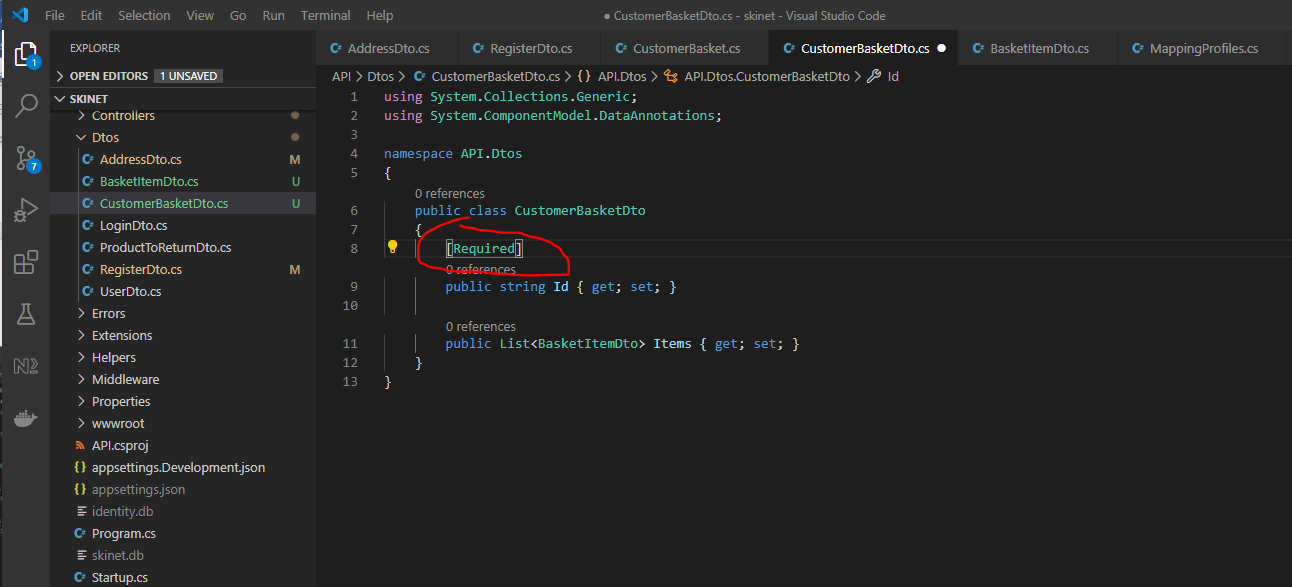 File Edit Selection View Go Run Terminal Help
● CustomerBasketDto.cs - skinet - Visual Studio Code
EXPLORER
OPEN EDITORS 1 UNSAVED
SKINET
Controllers
Dtos
C# AddressDto.cs M
C# BasketItemDto.cs U
C# CustomerBasketDto.cs U
C# LoginDto.cs
C# ProductToReturnDto.cs
C# RegisterDto.cs M
C# UserDto.cs
Errors
Extensions
Helpers
Middleware
Properties
wwwroot
API.csproj
{} appsettings.Development.json
{} appsettings.json
identity.db
C# Program.cs
skinet.db
C# Startup.cs
1
7
C# AddressDto.cs C# RegisterDto.cs C# CustomerBasket.cs C# CustomerBasketDto.cs ● C# BasketItemDto.cs C# MappingProfiles.cs
API > Dtos > C# CustomerBasketDto.cs > {} API.Dtos > API.Dtos.CustomerBasketDto > Id
1 using System.Collections.Generic;
2 using System.ComponentModel.DataAnnotations;
3
4 namespace API.Dtos
5 {
0 references
6 public class CustomerBasketDto
7 {
8 [Required]
0 references
9 public string Id { get; set; }
10
0 references
11 public List<BasketItemDto> Items { get; set; }
12 }
13 }